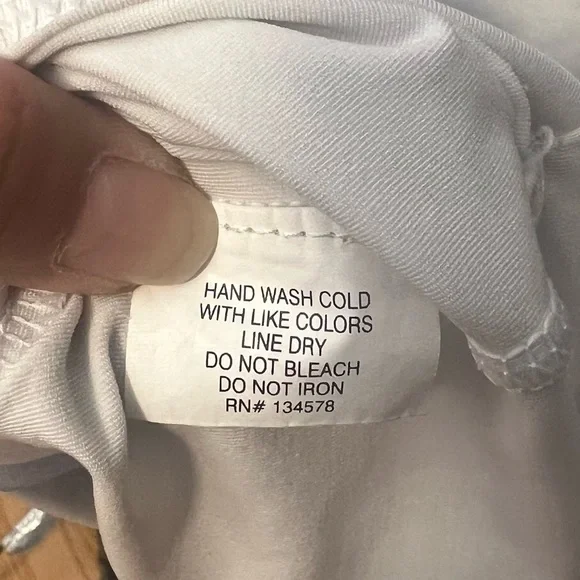 HAND WASH COLD
WITH LIKE COLORS
LINE DRY
DO NOT BLEACH
DO NOT IRON
RN# 134578